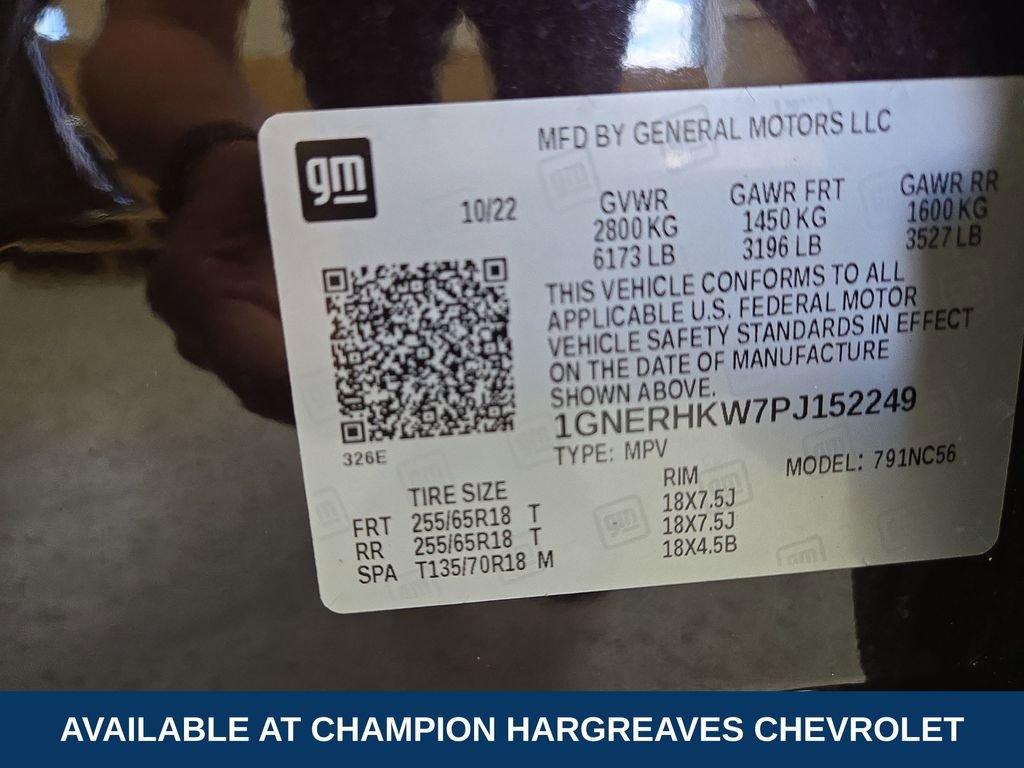 gm
MFD BY GENERAL MOTORS LLC
10/22
GVWR GAWR FRT GAWR RR
2800 KG 1450 KG 1600 KG
6173 LB 3196 LB 3527 LB
THIS VEHICLE CONFORMS TO ALL
APPLICABLE U.S. FEDERAL MOTOR
VEHICLE SAFETY STANDARDS IN EFFECT
ON THE DATE OF MANUFACTURE
SHOWN ABOVE.
1GNERHKW7PJ152249
326E
TYPE: MPV MODEL: 791NC56
TIRE SIZE RIM
FRT 255/65R18 T 18X7.5J
RR 255/65R18 T 18X7.5J
SPA T135/70R18 M 18X4.5B
AVAILABLE AT CHAMPION HARGREAVES CHEVROLET